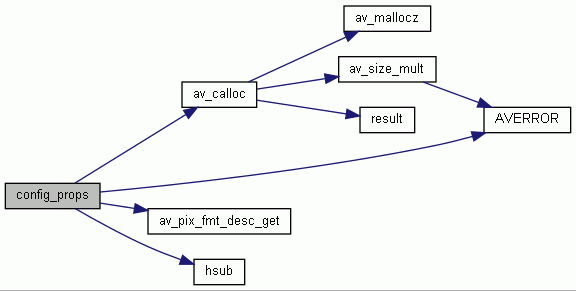 av_mallocz
av_size_mult
av_calloc
result
AVERROR
config_props
av_pix_fmt_desc_get
hsub